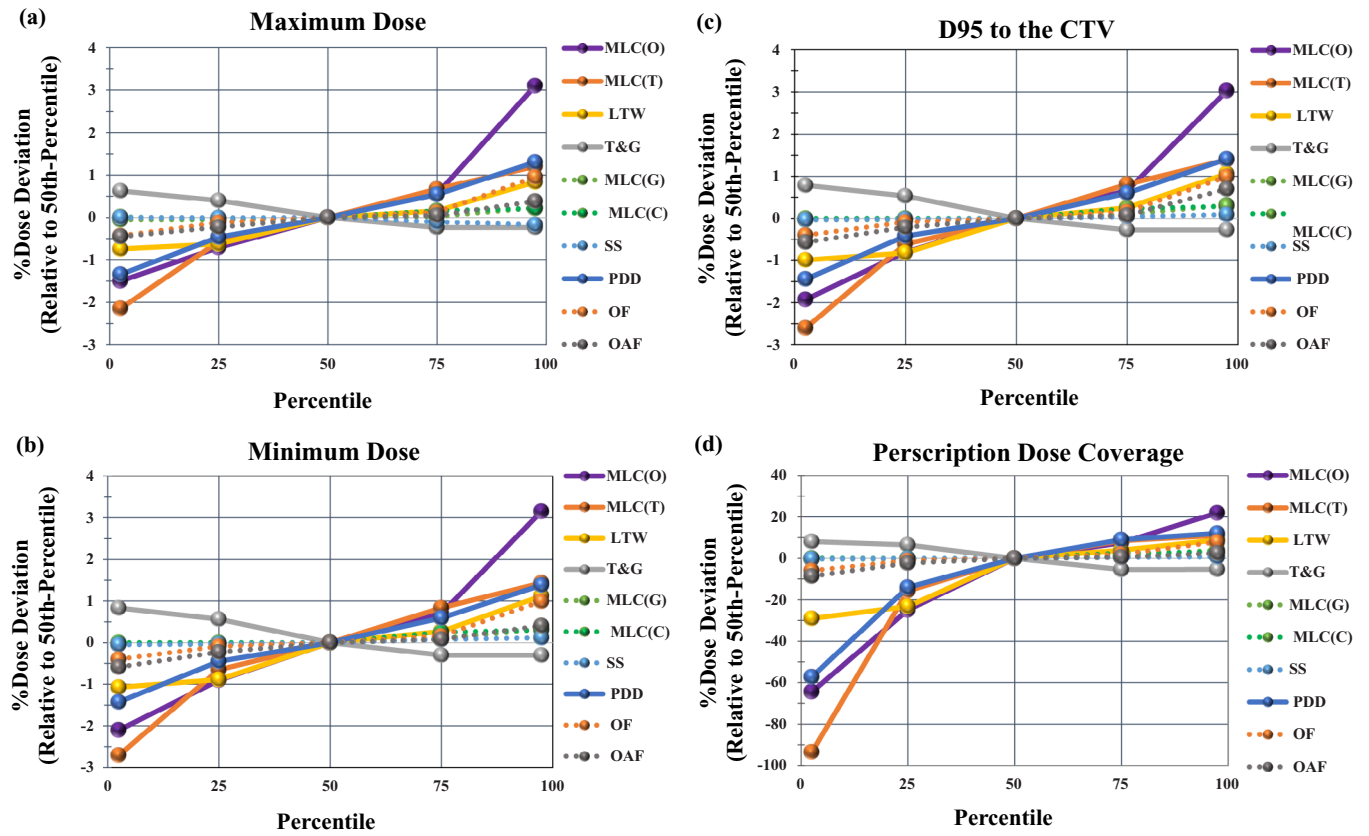 (a)
Maximum Dose
%Dose Deviation
(Relative to 50th-Percentile)
4
3
2
1
0
-1
-2
-3
0
25
50
75
100
Percentile
MLC(O)
MLC(T)
LTW
T&G
MLC(G)
MLC(C)
SS
PDD
OF
OAF
(c)
D95 to the CTV
%Dose Deviation
(Relative to 50th-Percentile)
4
3
2
1
0
-1
-2
-3
0
25
50
75
100
Percentile
MLC(O)
MLC(T)
LTW
T&G
MLC(G)
MLC(C)
SS
PDD
OF
OAF
(b)
Minimum Dose
%Dose Deviation
(Relative to 50th-Percentile)
4
3
2
1
0
-1
-2
-3
0
25
50
75
100
Percentile
MLC(O)
MLC(T)
LTW
T&G
MLC(G)
MLC(C)
SS
PDD
OF
OAF
(d)
Perscription Dose Coverage
%Dose Deviation
(Relative to 50th-Percentile)
40
20
0
-20
-40
-60
-80
-100
0
25
50
75
100
Percentile
MLC(O)
MLC(T)
LTW
T&G
MLC(G)
MLC(C)
SS
PDD
OF
OAF